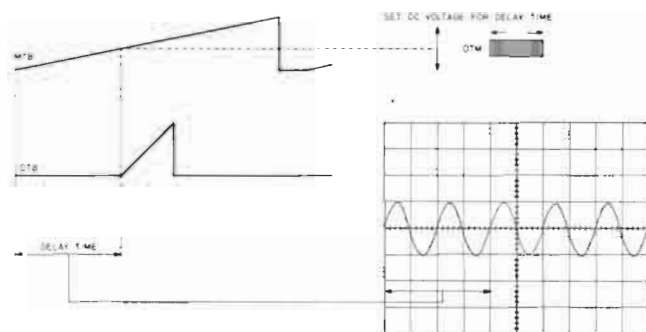 SET DC VOLTAGE FOR DELAY TIME
MTB
DTM
DTB
DELAY TIME